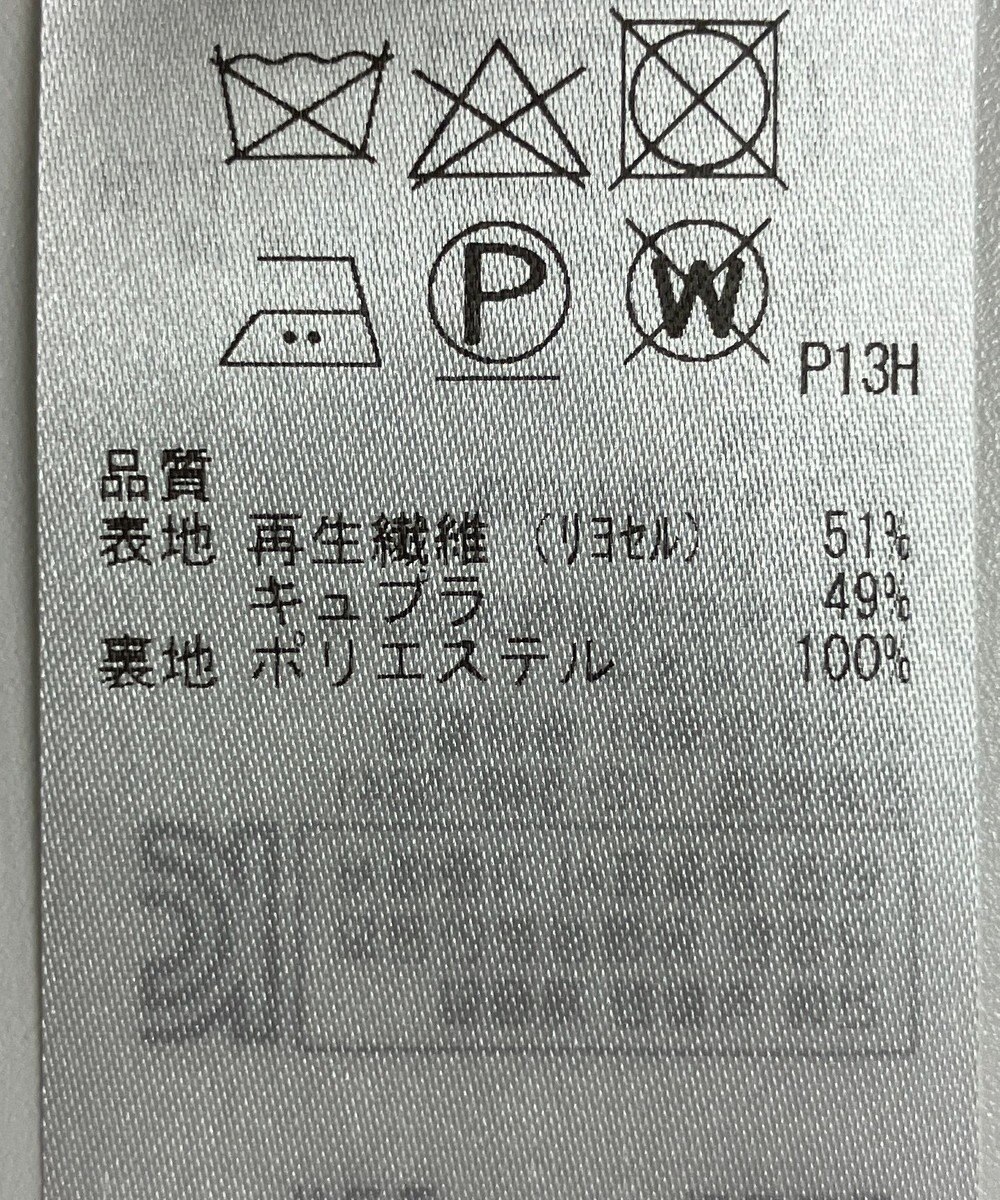 P
W
P13H
品質
表地 再生繊維 (リヨセル) 51%
キュプラ 49%
裏地 ポリエステル 100%